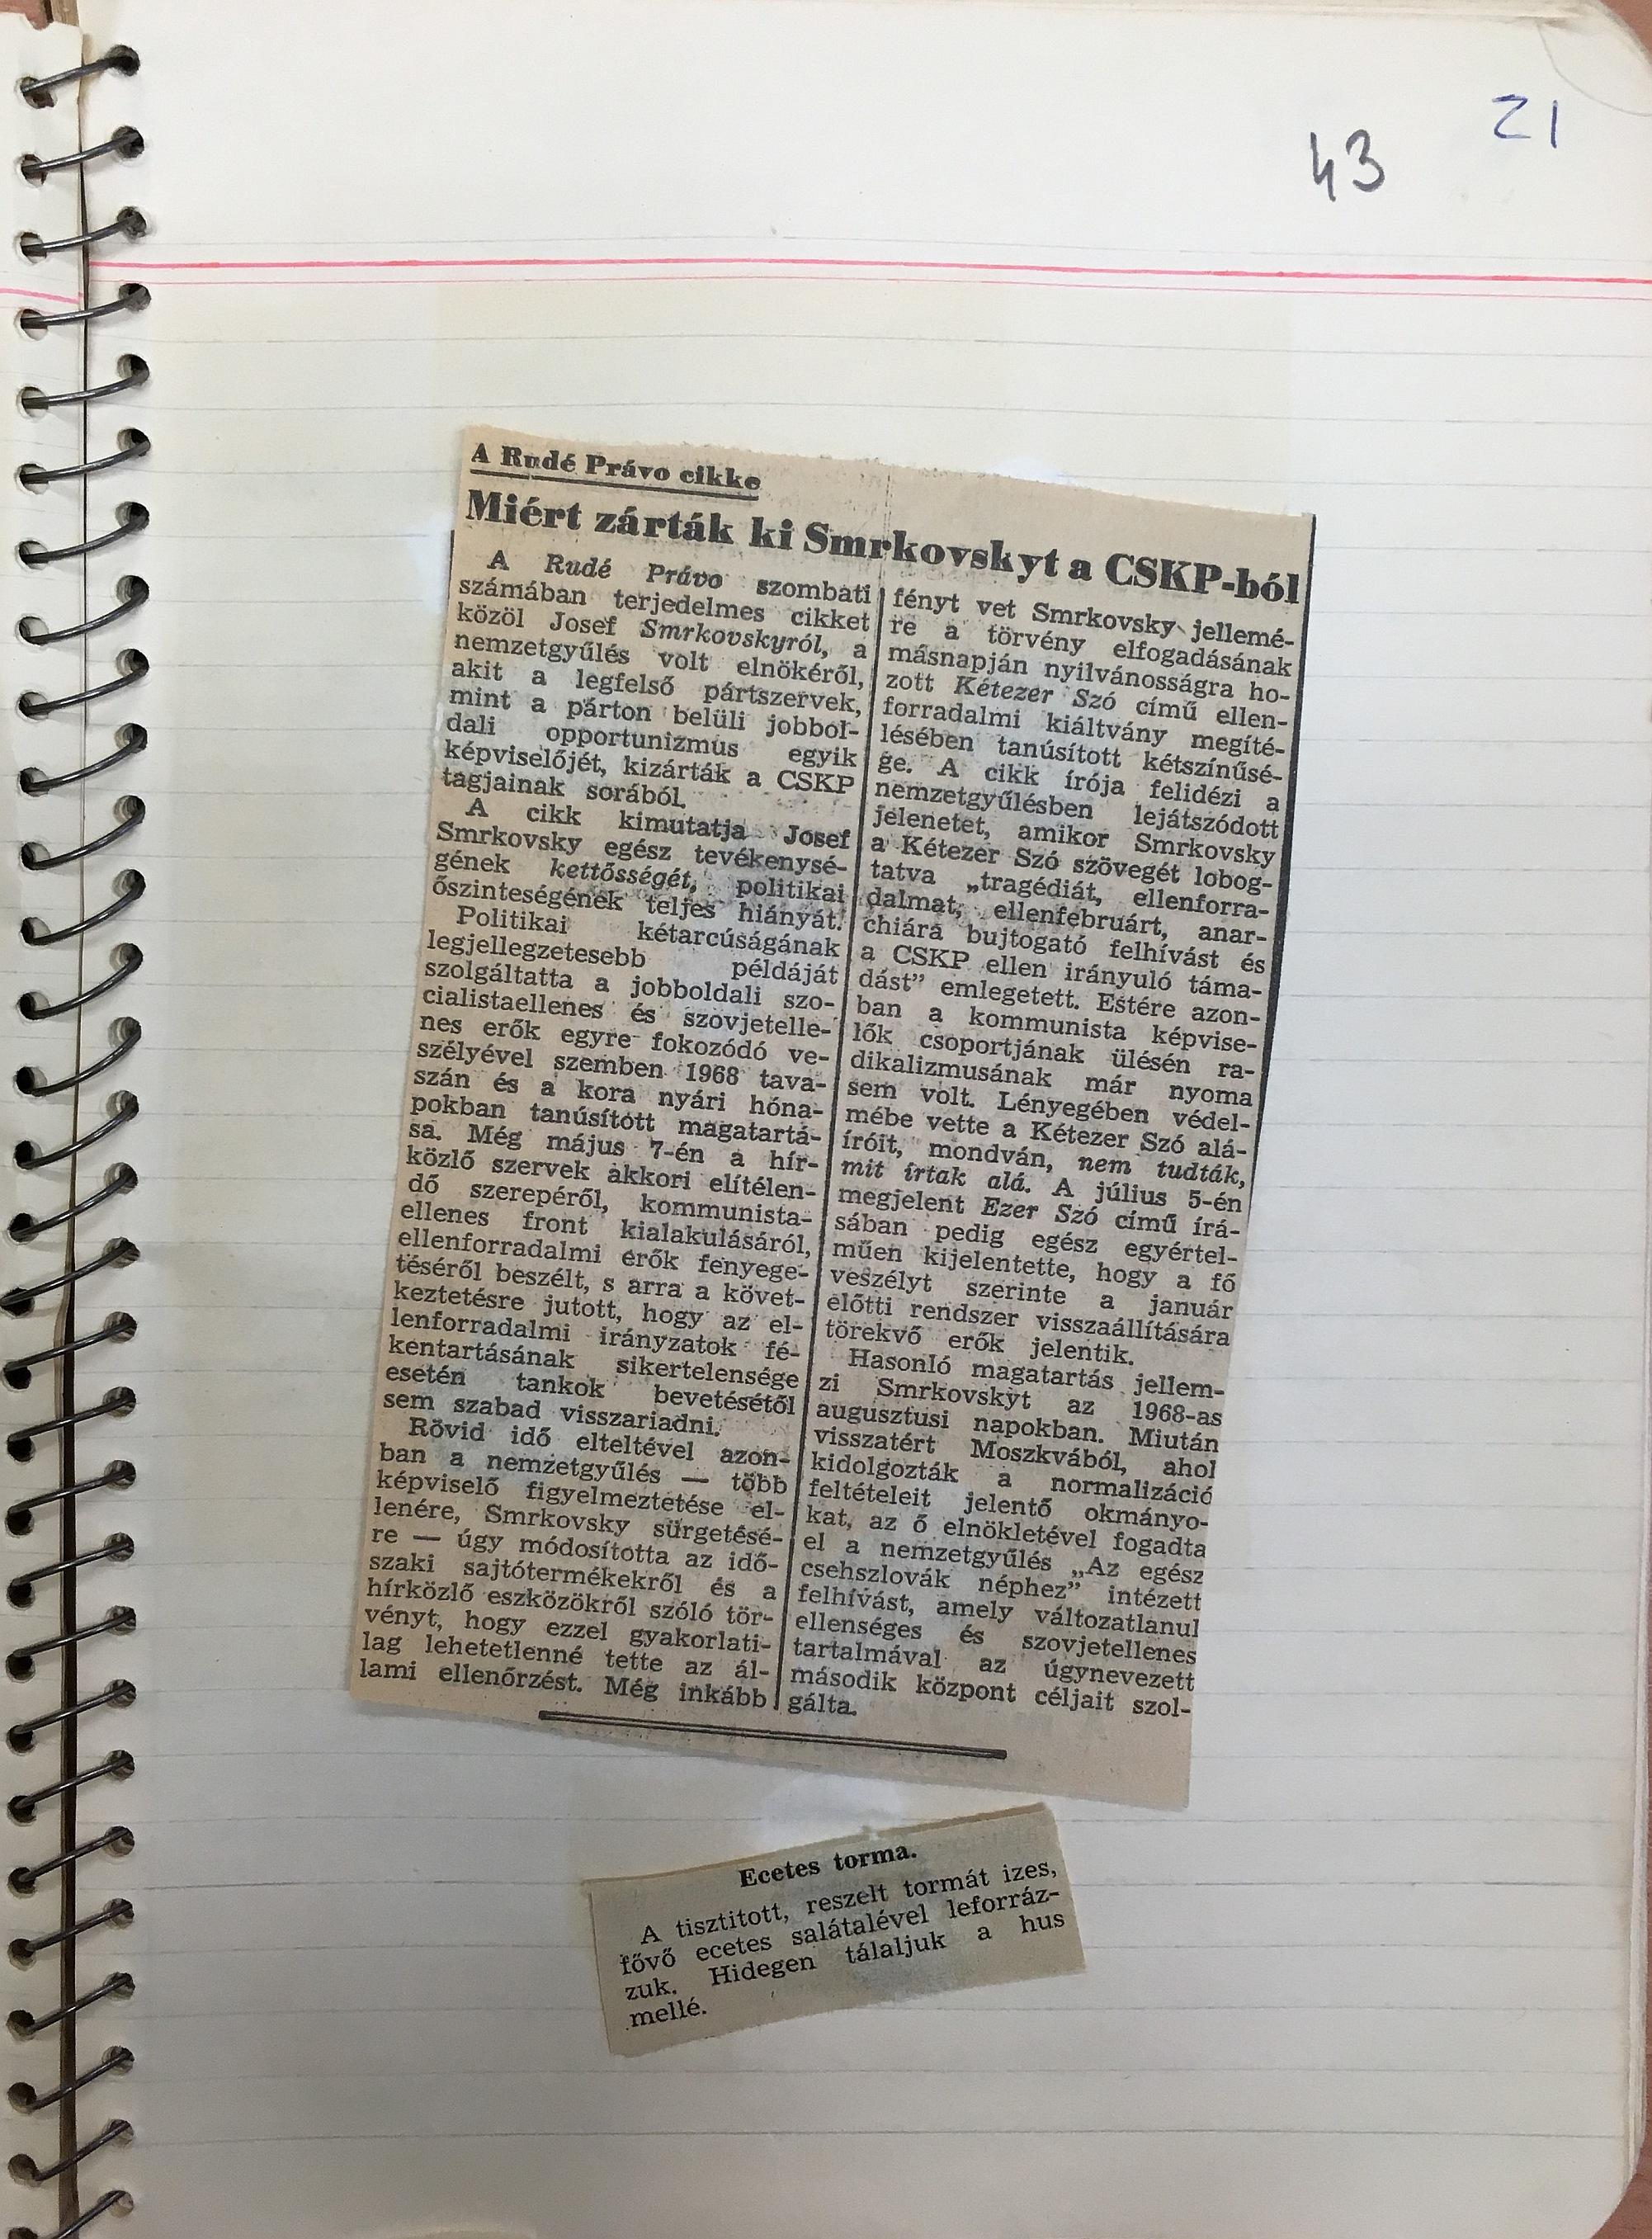 21
43
A Rudé Právo cikke
Miért zárták ki Smrkovskyt a CSKP-ból
A Rudé Právo szombati
számában terjedelmes cikket
közöl Josef Smrkovskyról, a
nemzetgyűlés volt elnökéről,
akit a legfelső pártszervek,
mint a párton belüli jobbol-
dali opportunizmus egyik
képviselőjét, kizárták a CSKP
tagjainak sorából.
A cikk kimutatja Josef
Smrkovsky egész tevékenysé-
gének kettősségét, politikai
őszinteségének teljes hiányát.
Politikai kétarcúságának
legjellegzetesebb példáját
szolgáltatta a jobboldali szo-
cialistaellenes és szovjetelle-
nes erők egyre fokozódó ve-
szélyével szemben 1968 tava-
szán és a kora nyári hóna-
pokban tanúsított magatartá-
sa. Még május 7-én a hír-
közlő szervek akkori elítélen-
dő szerepéről, kommunista-
ellenes front kialakulásáról,
ellenforradalmi erők fenyege-
téséről beszélt, s arra a követ-
keztetésre jutott, hogy az el-
lenforradalmi irányzatok fé-
kentartásának sikertelensége
esetén tankok bevetésétől
sem szabad visszariadni.
Rövid idő elteltével azon-
ban a nemzetgyűlés — több
képviselő figyelmeztetése el-
lenére, Smrkovsky sürgetésé-
re — úgy módosította az idő-
szaki sajtótermékekről és a
hírközlő eszközökről szóló tör-
vényt, hogy ezzel gyakorlati-
lag lehetetlenné tette az ál-
lami ellenőrzést. Még inkább
fényt vet Smrkovsky jellemé-
re a törvény elfogadásának
másnapján nyilvánosságra ho-
zott Kétezer Szó című ellen-
forradalmi kiáltvány megíté-
lésében tanúsított kétszínűsé-
ge. A cikk írója felidézi a
nemzetgyűlésben lejátszódott
jelenetet, amikor Smrkovsky
a Kétezer Szó szövegét lobog-
tatva „tragédiát, ellenforra-
dalmat, ellenfebruárt, anar-
chiára bujtogató felhívást és
a CSKP ellen irányuló táma-
dást” emlegetett. Estére azon-
ban a kommunista képvise-
lők csoportjának ülésén ra-
dikalizmusának már nyoma
sem volt. Lényegében védel-
mébe vette a Kétezer Szó alá-
íróit, mondván, nem tudták,
mit írtak alá. A július 5-én
megjelent Ezer Szó című írá-
sában pedig egész egyértel-
műen kijelentette, hogy a fő
veszélyt szerinte a január
előtti rendszer visszaállítására
törekvő erők jelentik.
Hasonló magatartás jellem-
zi Smrkovskyt az 1968-as
augusztusi napokban. Miután
visszatért Moszkvából, ahol
kidolgozták a normalizáció
feltételeit jelentő okmányo-
kat, az ő elnökletével fogadta
el a nemzetgyűlés „Az egész
csehszlovák néphez” intézett
felhívást, amely változatlanul
ellenséges és szovjetellenes
tartalmával az úgynevezett
második központ céljait szol-
gálta.
Ecetes torma.
A tisztitott, reszelt tormát izes,
fővő ecetes salátalével leforráz-
zuk. Hidegen tálaljuk a hus
mellé.